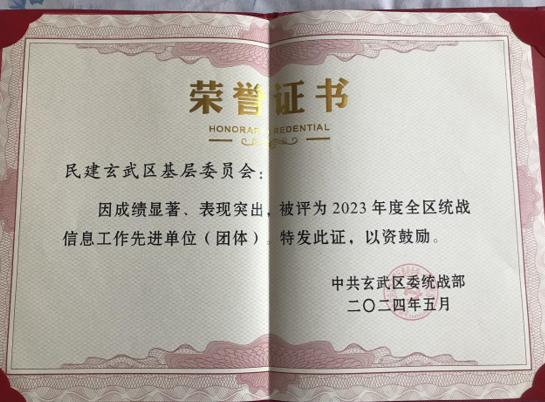 荣誉证书
HONORARY CREDENTIAL
民建玄武区基层委员会：
因成绩显著、表现突出，被评为 2023 年度全区统战
信息工作先进单位（团体）。特发此证，以资鼓励。
中共玄武区委统战部
二〇二四年五月